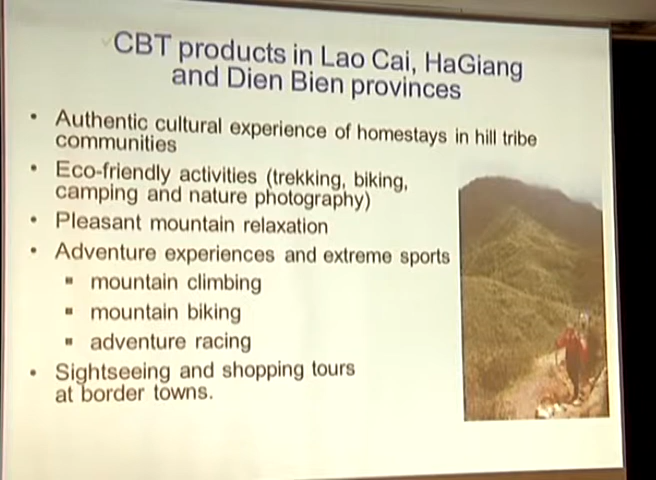 CBT products in Lao Cai, HaGiang
and Dien Bien provinces
• Authentic cultural experience of homestays in hill tribe
communities
• Eco-friendly activities (trekking, biking,
camping and nature photography)
• Pleasant mountain relaxation
• Adventure experiences and extreme sports
▪ mountain climbing
▪ mountain biking
▪ adventure racing
• Sightseeing and shopping tours
at border towns.